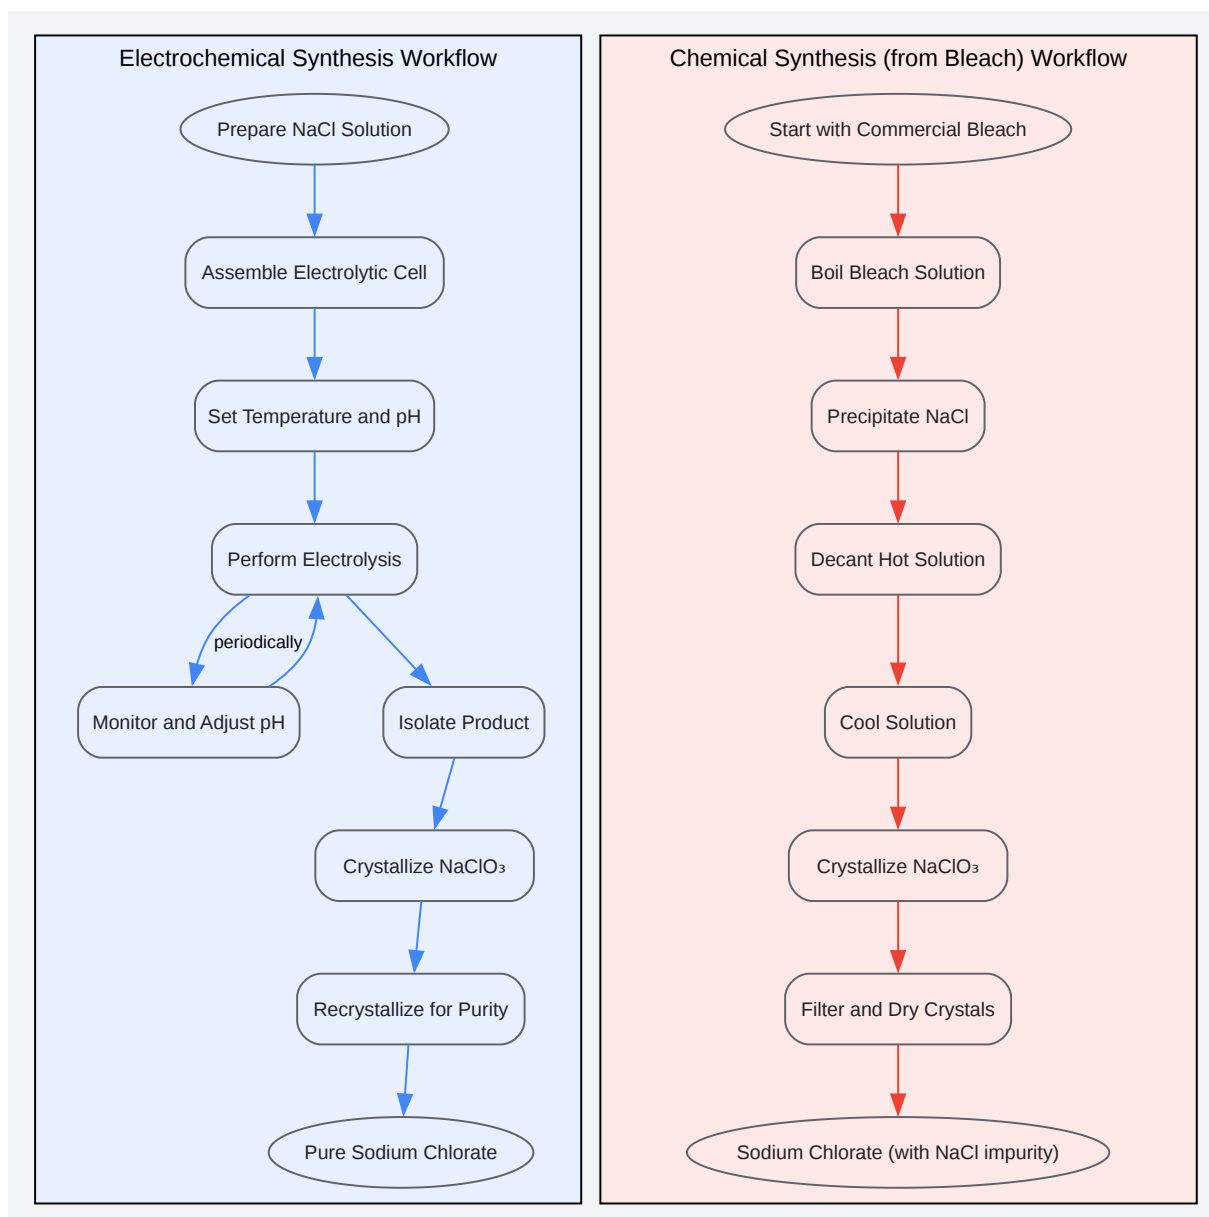 Electrochemical Synthesis Workflow
Prepare NaCl Solution
Assemble Electrolytic Cell
Set Temperature and pH
Perform Electrolysis
periodically
Monitor and Adjust pH
Isolate Product
Crystallize NaClO₃
Recrystallize for Purity
Pure Sodium Chlorate
Chemical Synthesis (from Bleach) Workflow
Start with Commercial Bleach
Boil Bleach Solution
Precipitate NaCl
Decant Hot Solution
Cool Solution
Crystallize NaClO₃
Filter and Dry Crystals
Sodium Chlorate (with NaCl impurity)